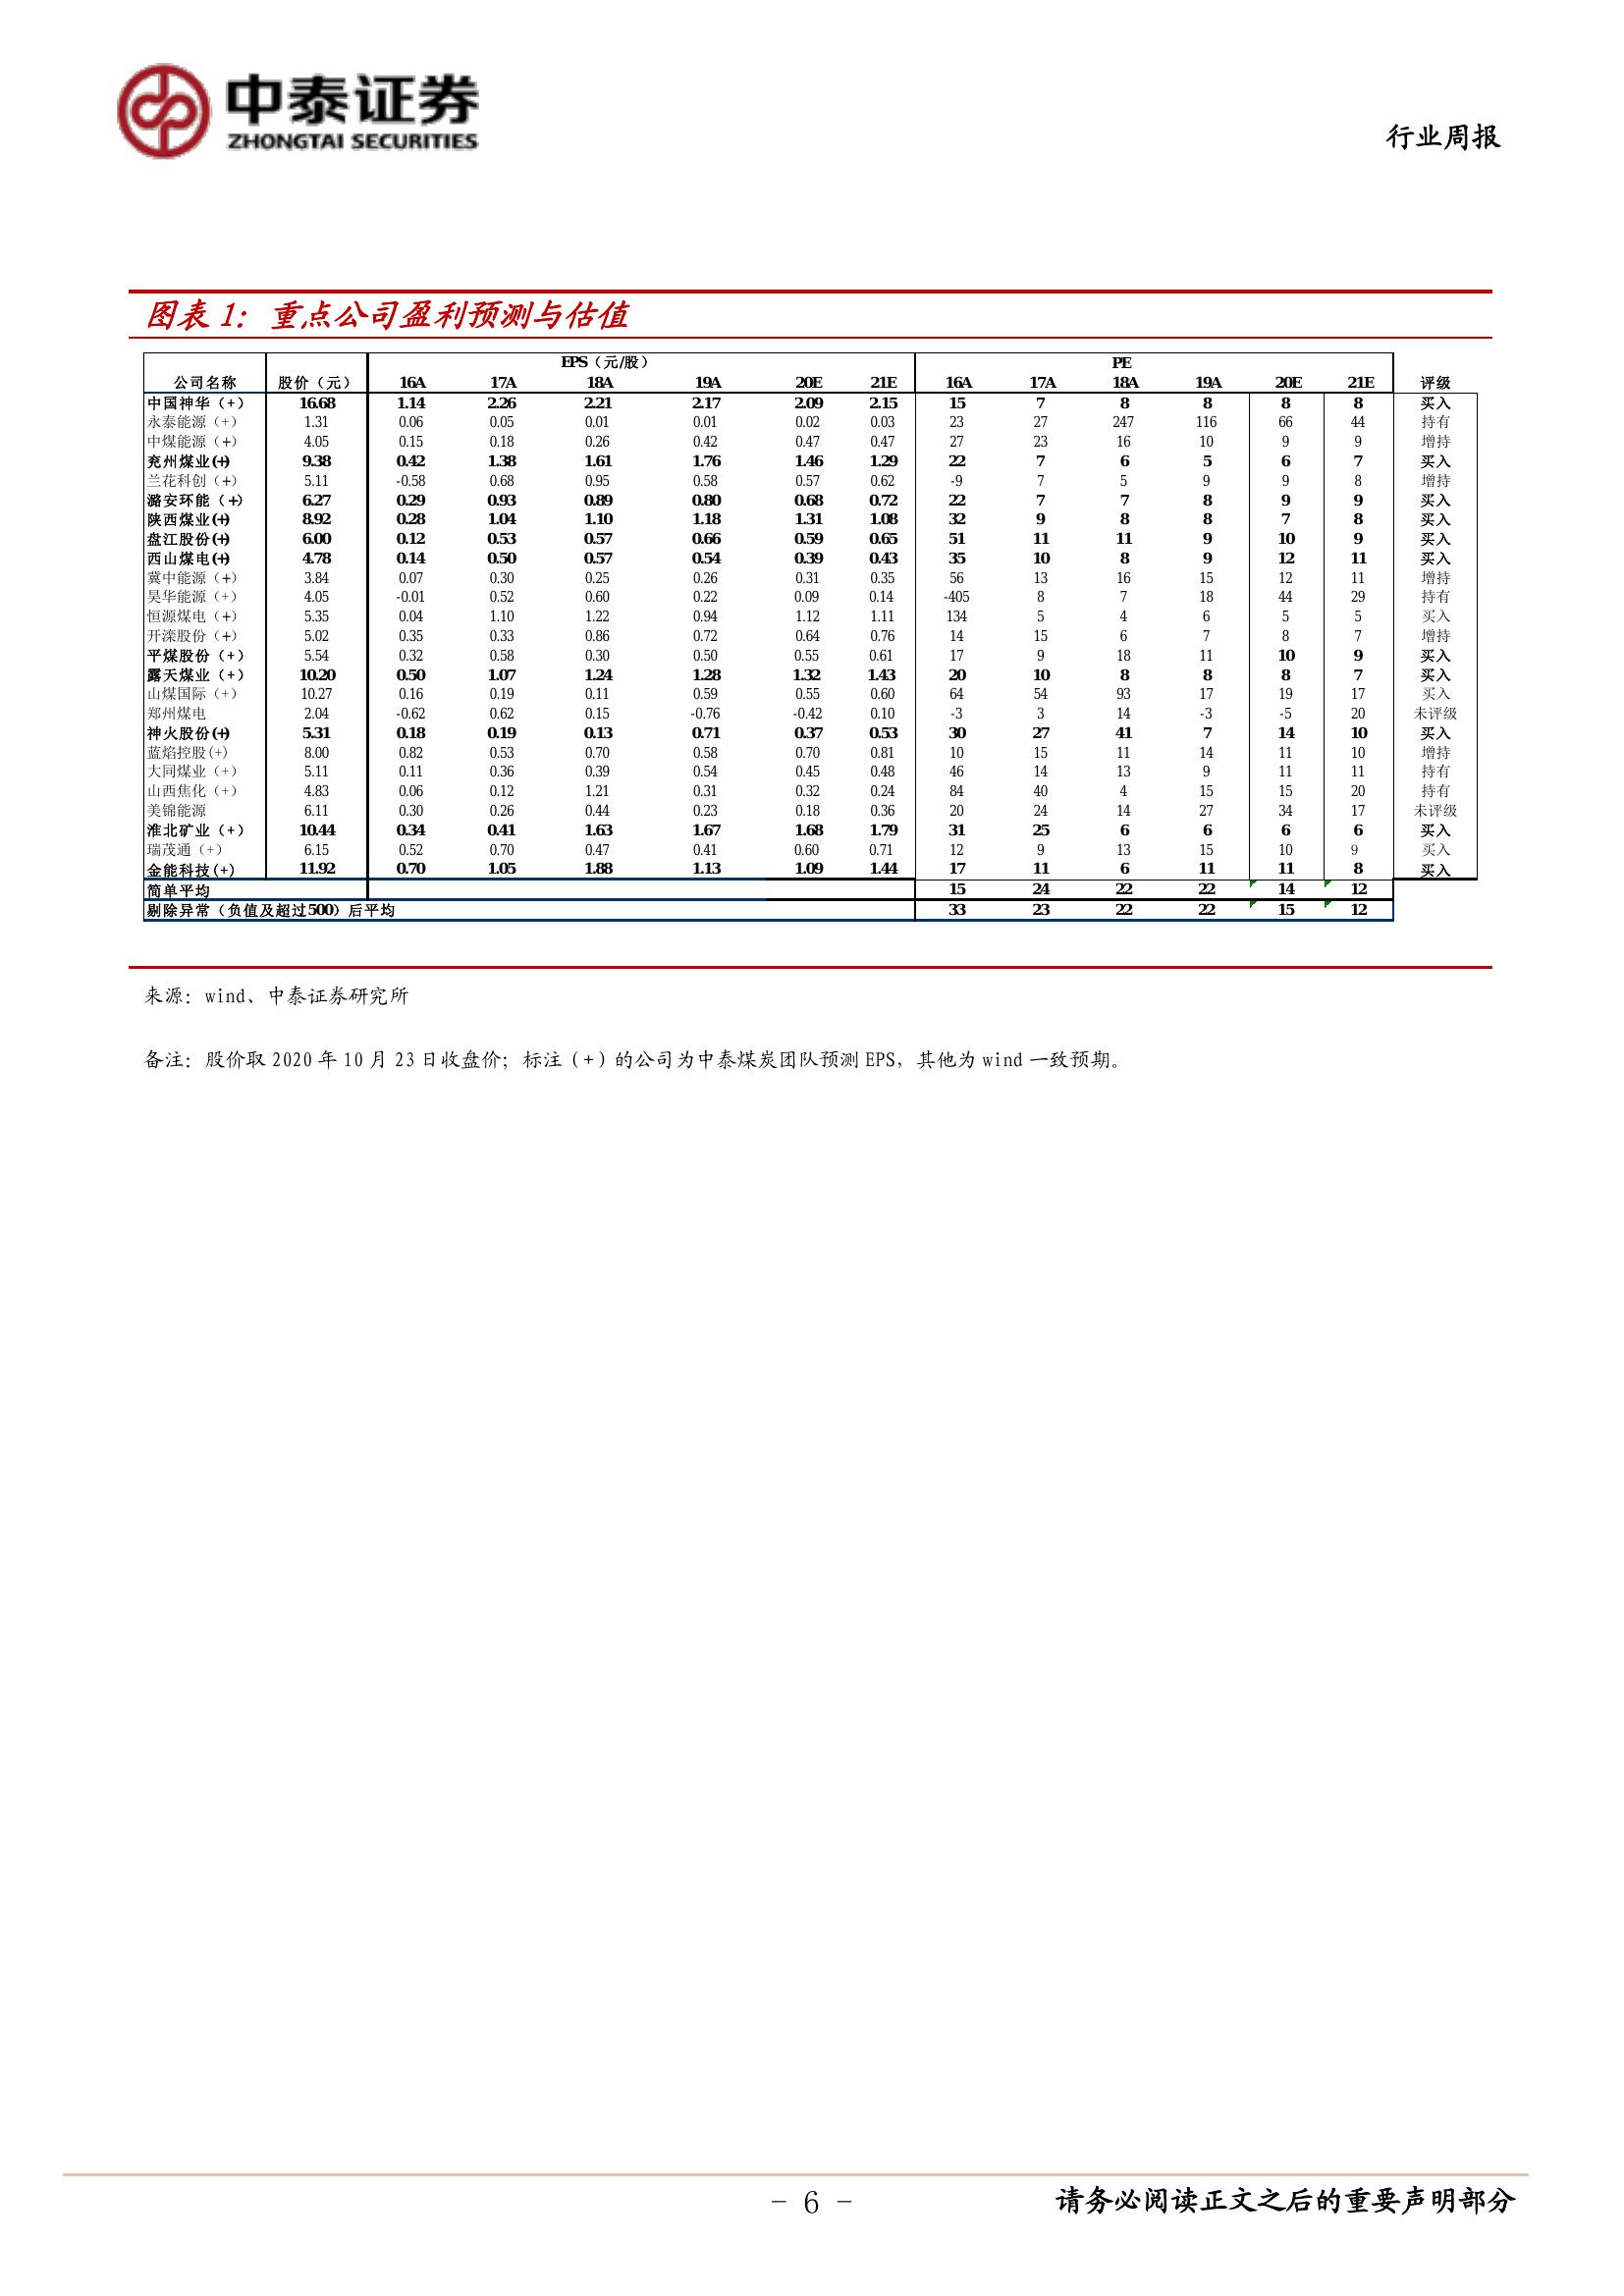 中泰证券
ZHONGTAI SECURITIES
行业周报
图表 1：重点公司盈利预测与估值
EPS（元/股） PE
公司名称 股价（元） 16A 17A 18A 19A 20E 21E 16A 17A 18A 19A 20E 21E 评级
中国神华（+） 16.68 1.14 2.26 2.21 2.17 2.09 2.15 15 7 8 8 8 8 买入
永泰能源（+） 1.31 0.06 0.05 0.01 0.01 0.02 0.03 23 27 247 116 66 44 持有
中煤能源（+） 4.05 0.15 0.18 0.26 0.42 0.47 0.47 27 23 16 10 9 9 增持
兖州煤业(+) 9.38 0.42 1.38 1.61 1.76 1.46 1.29 22 7 6 5 6 7 买入
兰花科创（+） 5.11 -0.58 0.68 0.95 0.58 0.57 0.62 -9 7 5 9 9 8 增持
潞安环能（+） 6.27 0.29 0.93 0.89 0.80 0.68 0.72 22 7 7 8 9 9 买入
陕西煤业(+) 8.92 0.28 1.04 1.10 1.18 1.31 1.08 32 9 8 8 7 8 买入
盘江股份(+) 6.00 0.12 0.53 0.57 0.66 0.59 0.65 51 11 11 9 10 9 买入
西山煤电(+) 4.78 0.14 0.50 0.57 0.54 0.39 0.43 35 10 8 9 12 11 买入
冀中能源（+） 3.84 0.07 0.30 0.25 0.26 0.31 0.35 56 13 16 15 12 11 增持
昊华能源（+） 4.05 -0.01 0.52 0.60 0.22 0.09 0.14 -405 8 7 18 44 29 持有
恒源煤电（+） 5.35 0.04 1.10 1.22 0.94 1.12 1.11 134 5 4 6 5 5 买入
开滦股份（+） 5.02 0.35 0.33 0.86 0.72 0.64 0.76 14 15 6 7 8 7 增持
平煤股份（+） 5.54 0.32 0.58 0.30 0.50 0.55 0.61 17 9 18 11 10 9 买入
露天煤业（+） 10.20 0.50 1.07 1.24 1.28 1.32 1.43 20 10 8 8 8 7 买入
山煤国际（+） 10.27 0.16 0.19 0.11 0.59 0.55 0.60 64 54 93 17 19 17 买入
郑州煤电 2.04 -0.62 0.62 0.15 -0.76 -0.42 0.10 -3 3 14 -3 -5 20 未评级
神火股份(+) 5.31 0.18 0.19 0.13 0.71 0.37 0.53 30 27 41 7 14 10 买入
蓝焰控股(+) 8.00 0.82 0.53 0.70 0.58 0.70 0.81 10 15 11 14 11 10 增持
大同煤业（+） 5.11 0.11 0.36 0.39 0.54 0.45 0.48 46 14 13 9 11 11 持有
山西焦化（+） 4.83 0.06 0.12 1.21 0.31 0.32 0.24 84 40 4 15 15 20 持有
美锦能源 6.11 0.30 0.26 0.44 0.23 0.18 0.36 20 24 14 27 34 17 未评级
淮北矿业（+） 10.44 0.34 0.41 1.63 1.67 1.68 1.79 31 25 6 6 6 6 买入
瑞茂通（+） 6.15 0.52 0.70 0.47 0.41 0.60 0.71 12 9 13 15 10 9 买入
金能科技(+) 11.92 0.70 1.05 1.88 1.13 1.09 1.44 17 11 6 11 11 8 买入
简单平均 15 24 22 22 14 12
剔除异常（负值及超过500）后平均 33 23 22 22 15 12
来源：wind、中泰证券研究所
备注：股价取 2020 年 10 月 23 日收盘价；标注（+）的公司为中泰煤炭团队预测 EPS，其他为 wind 一致预期。
- 6 -
请务必阅读正文之后的重要声明部分